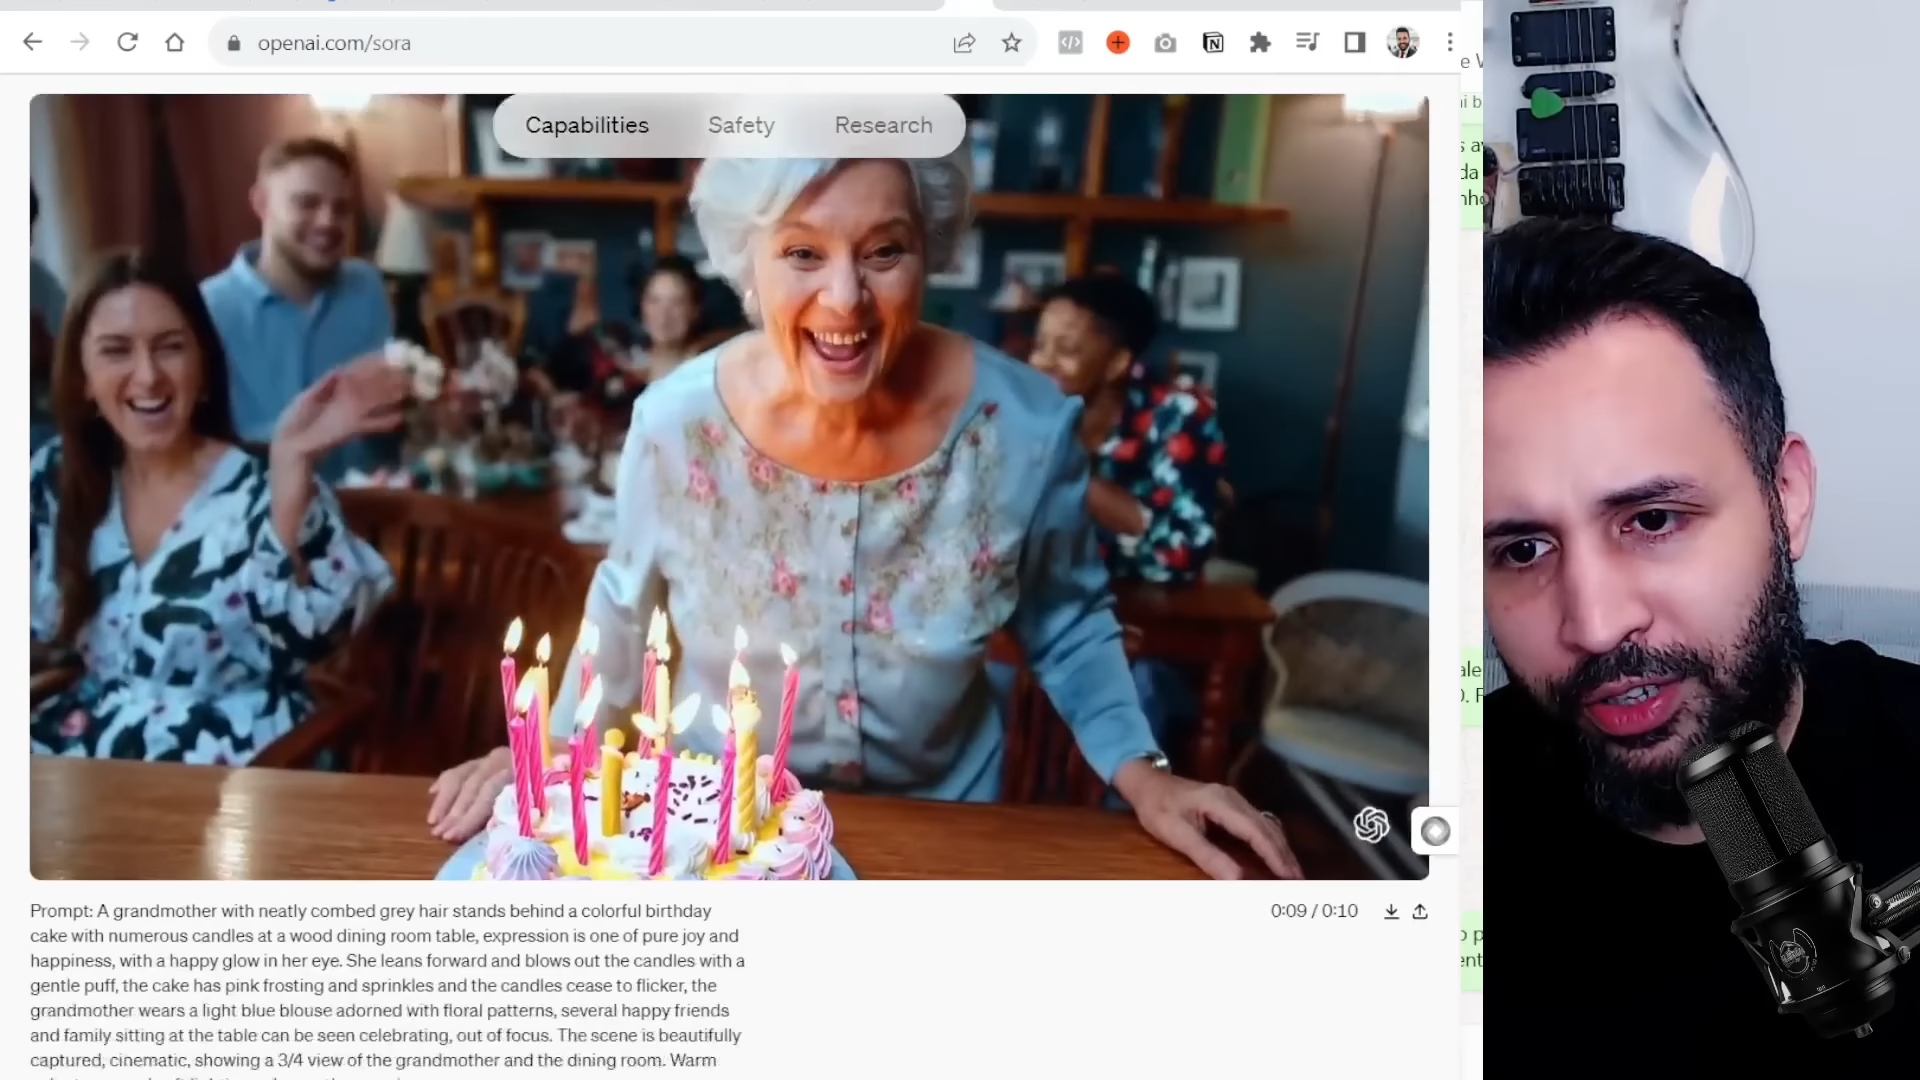 openai.com/sora
Capabilities
Safety
Research
Prompt: A grandmother with neatly combed grey hair stands behind a colorful birthday
cake with numerous candles at a wood dining room table, expression is one of pure joy and
happiness, with a happy glow in her eye. She leans forward and blows out the candles with a
gentle puff, the cake has pink frosting and sprinkles and the candles cease to flicker, the
grandmother wears a light blue blouse adorned with floral patterns, several happy friends
and family sitting at the table can be seen celebrating, out of focus. The scene is beautifully
captured, cinematic, showing a 3/4 view of the grandmother and the dining room. Warm
0:09 / 0:10